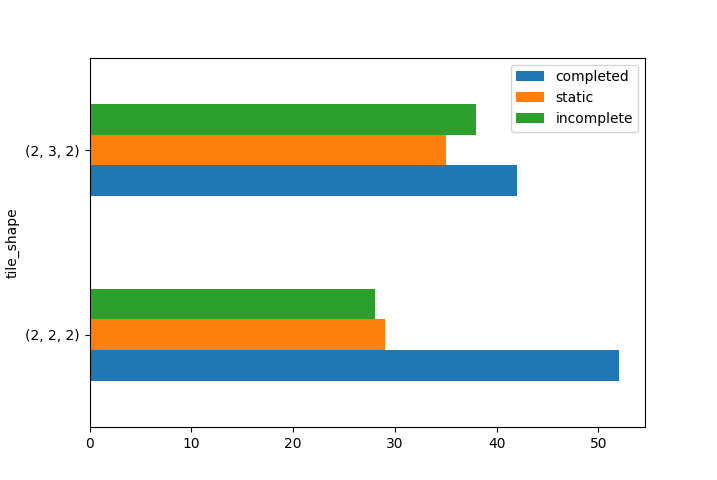 completed
static
incomplete
(2, 3, 2)
tile_shape
(2, 2, 2)
0 10 20 30 40 50